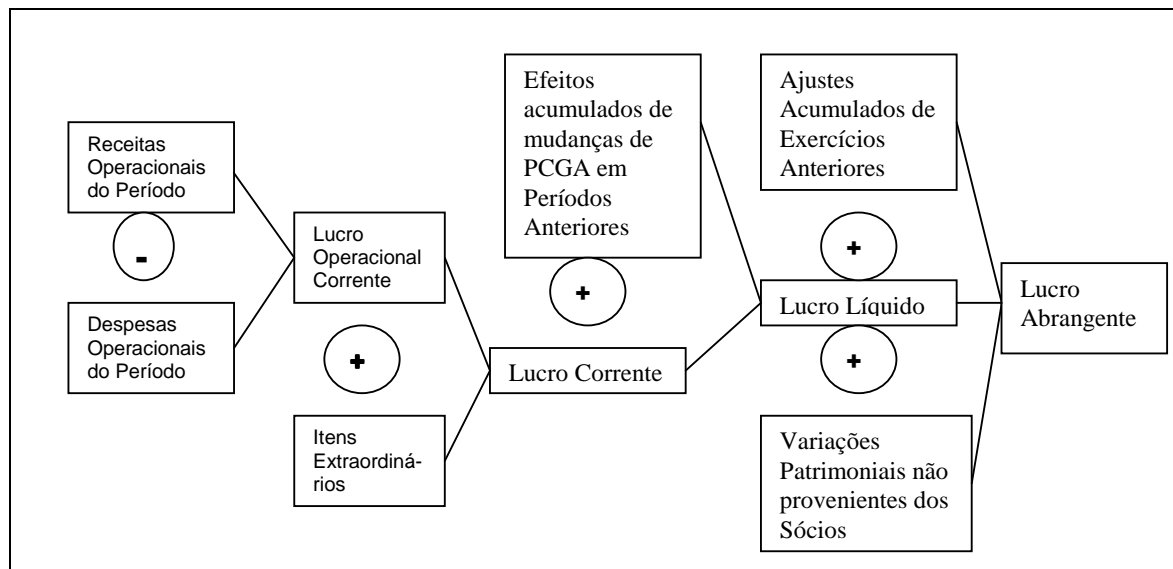 Receitas
Operacionais
do Período
-
Despesas
Operacionais
do Período
Lucro
Operacional
Corrente
+
Itens
Extraordiná-
rios
Efeitos
acumulados de
mudanças de
PCGA em
Períodos
Anteriores
+
Lucro Corrente
Ajustes
Acumulados de
Exercícios
Anteriores
+
Lucro Líquido
+
Variações
Patrimoniais não
provenientes dos
Sócios
Lucro
Abrangente